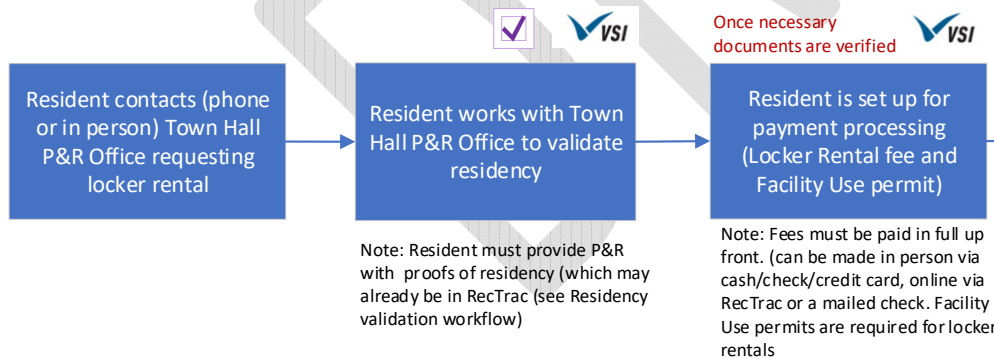 VSI
Once necessary
documents are verified
VSI
Resident contacts (phone
or in person) Town Hall
P&R Office requesting
locker rental
Resident works with Town
Hall P&R Office to validate
residency
Resident is set up for
payment processing
(Locker Rental fee and
Facility Use permit)
Note: Resident must provide P&R
with proofs of residency (which may
already be in RecTrac (see Residency
validation workflow)
Note: Fees must be paid in full up
front. (can be made in person via
cash/check/credit card, online via
RecTrac or a mailed check. Facility
Use permits are required for locker
rentals